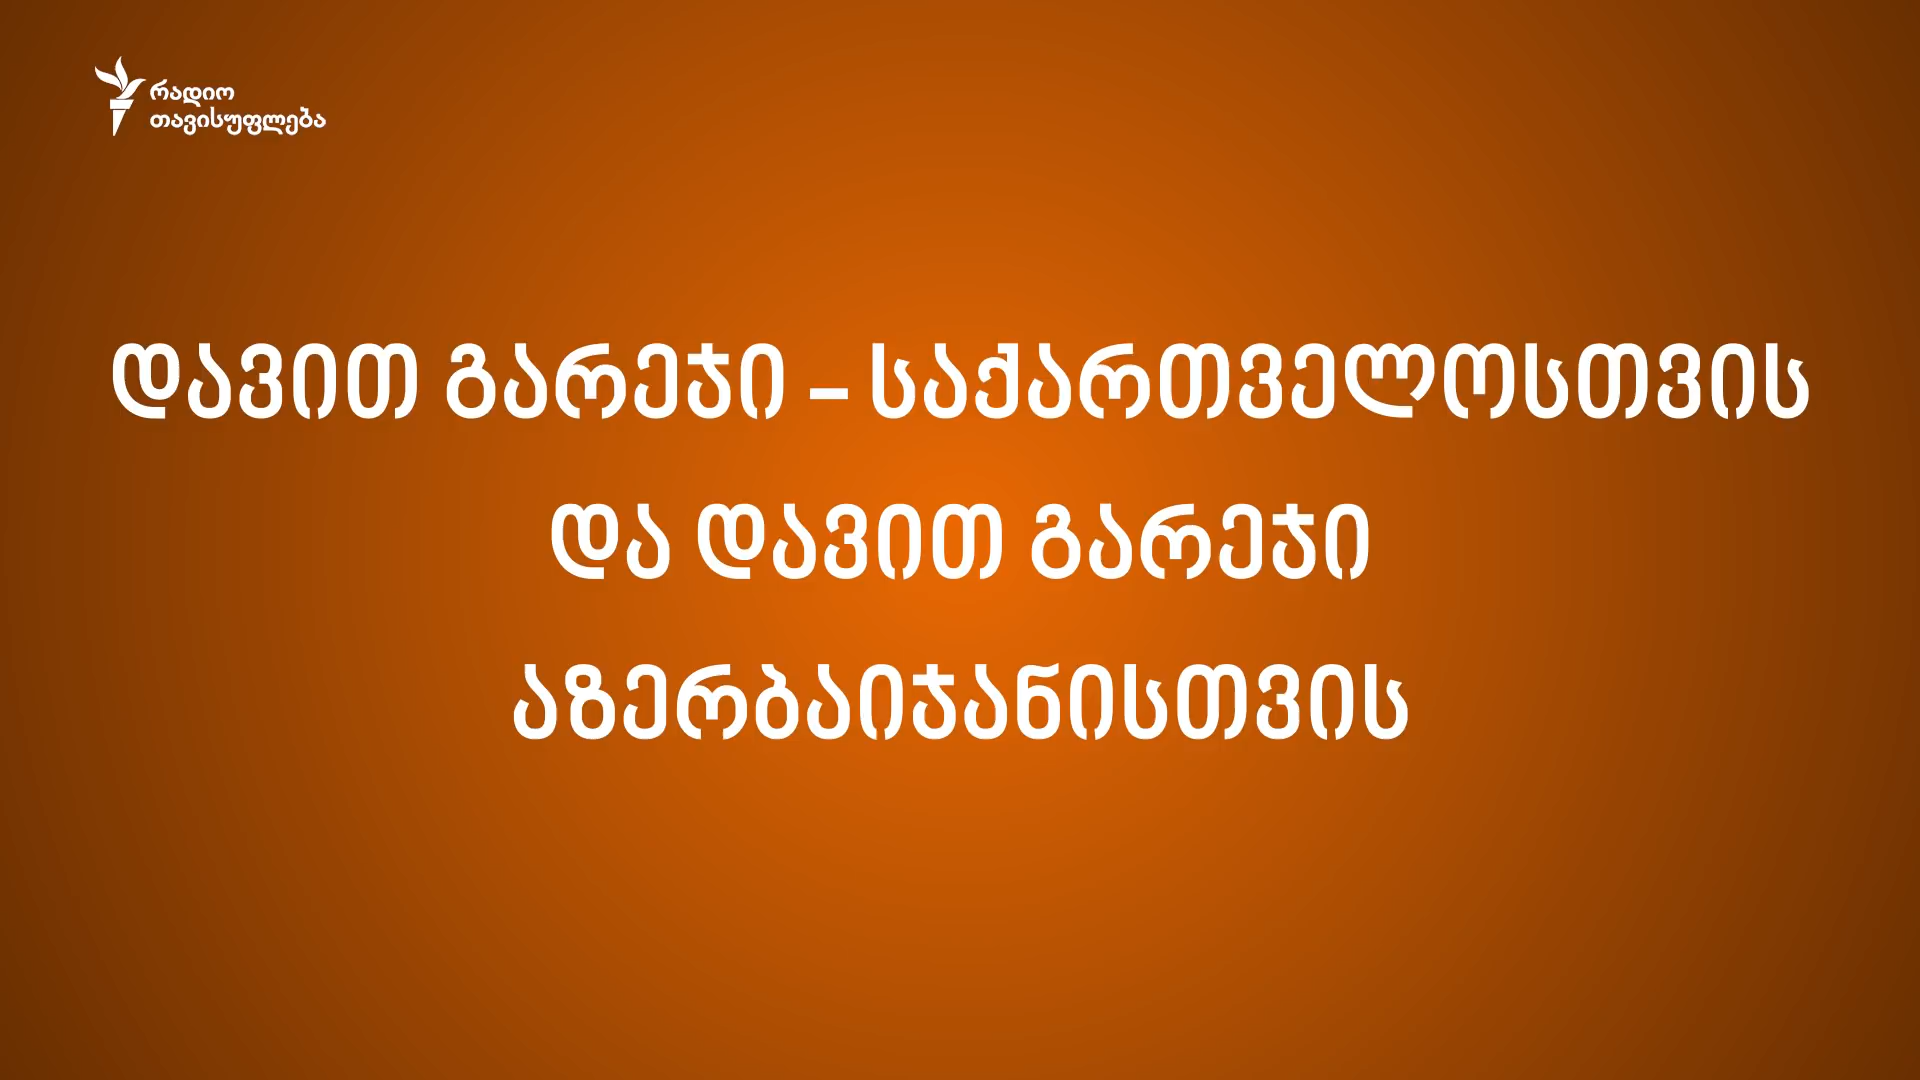 რადიო
თავისუფლება
დავით გარეჯი – საქართველოსთვის
და დავით გარეჯი
აზერბაიჯანისთვის